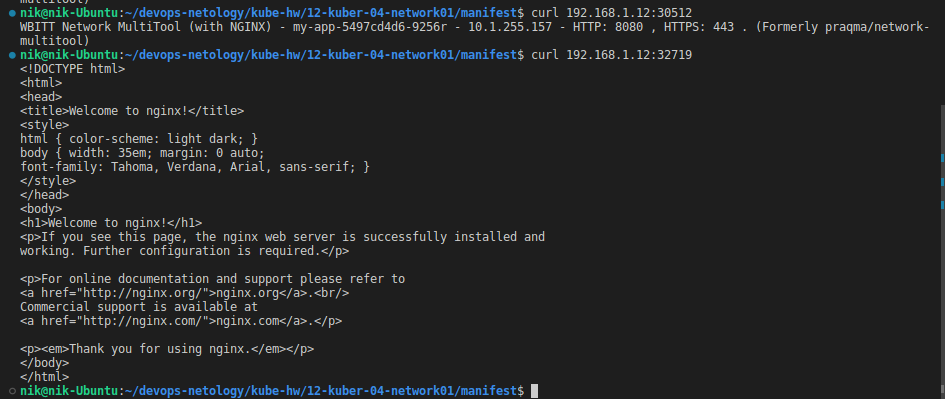 multitool)
nik@nik-Ubuntu:~/devops-netology/kube-hw/12-kuber-04-network01/manifest$ curl 192.168.1.12:30512
WBITT Network MultiTool (with NGINX) - my-app-5497cd4d6-9256r - 10.1.255.157 - HTTP: 8080 , HTTPS: 443 . (Formerly praqma/network-
multitool)
nik@nik-Ubuntu:~/devops-netology/kube-hw/12-kuber-04-network01/manifest$ curl 192.168.1.12:32719
<!DOCTYPE html>
<html>
<head>
<title>Welcome to nginx!</title>
<style>
html { color-scheme: light dark; }
body { width: 35em; margin: 0 auto;
font-family: Tahoma, Verdana, Arial, sans-serif; }
</style>
</head>
<body>
<h1>Welcome to nginx!</h1>
<p>If you see this page, the nginx web server is successfully installed and
working. Further configuration is required.</p>

<p>For online documentation and support please refer to
<a href="http://nginx.org/">nginx.org</a>.<br/>
Commercial support is available at
<a href="http://nginx.com/">nginx.com</a>.</p>

<p><em>Thank you for using nginx.</em></p>
</body>
</html>
nik@nik-Ubuntu:~/devops-netology/kube-hw/12-kuber-04-network01/manifest$